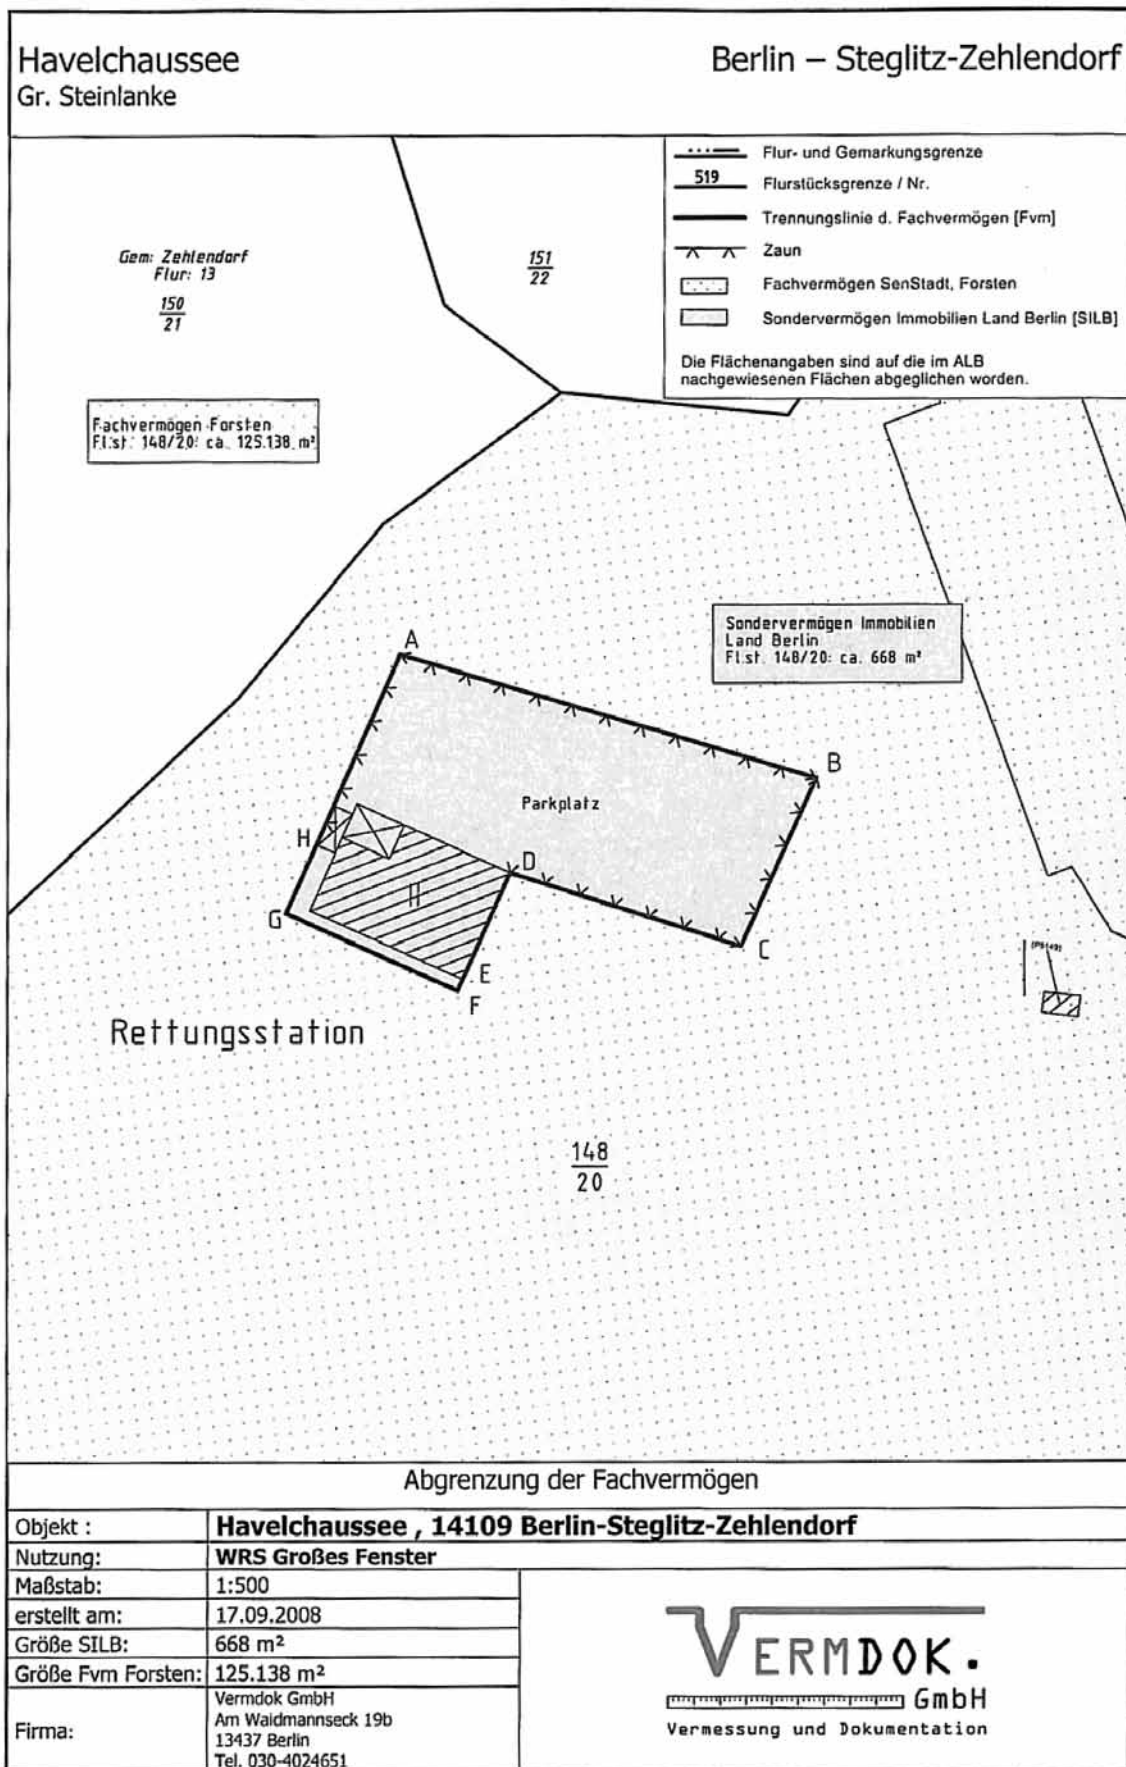 Havelchaussee
Gr. Steinlanke
Berlin – Steglitz-Zehlendorf
Flur- und Gemarkungsgrenze
519 Flurstücksgrenze / Nr.
Trennungslinie d. Fachvermögen [Fvm]
Zaun
Fachvermögen SenStadt, Forsten
Sondervermögen Immobilien Land Berlin [SILB]
Die Flächenangaben sind auf die im ALB
nachgewiesenen Flächen abgeglichen worden.
Gem: Zehlendorf
Flur: 13
150
21
151
22
Fachvermögen Forsten
Fl.st. 148/20: ca. 125.138 m²
Sondervermögen Immobilien
Land Berlin
Fl.st. 148/20: ca. 668 m²
A
B
Parkplatz
H
D
II
G
C
E
F
Rettungsstation
148
20
Abgrenzung der Fachvermögen
Objekt : Havelchaussee , 14109 Berlin-Steglitz-Zehlendorf
Nutzung: WRS Großes Fenster
Maßstab: 1:500
erstellt am: 17.09.2008
Größe SILB: 668 m²
Größe Fvm Forsten: 125.138 m²
Firma:
Vermdok GmbH
Am Waidmannseck 19b
13437 Berlin
Tel. 030-4024651
VERMDOK.
GmbH
Vermessung und Dokumentation